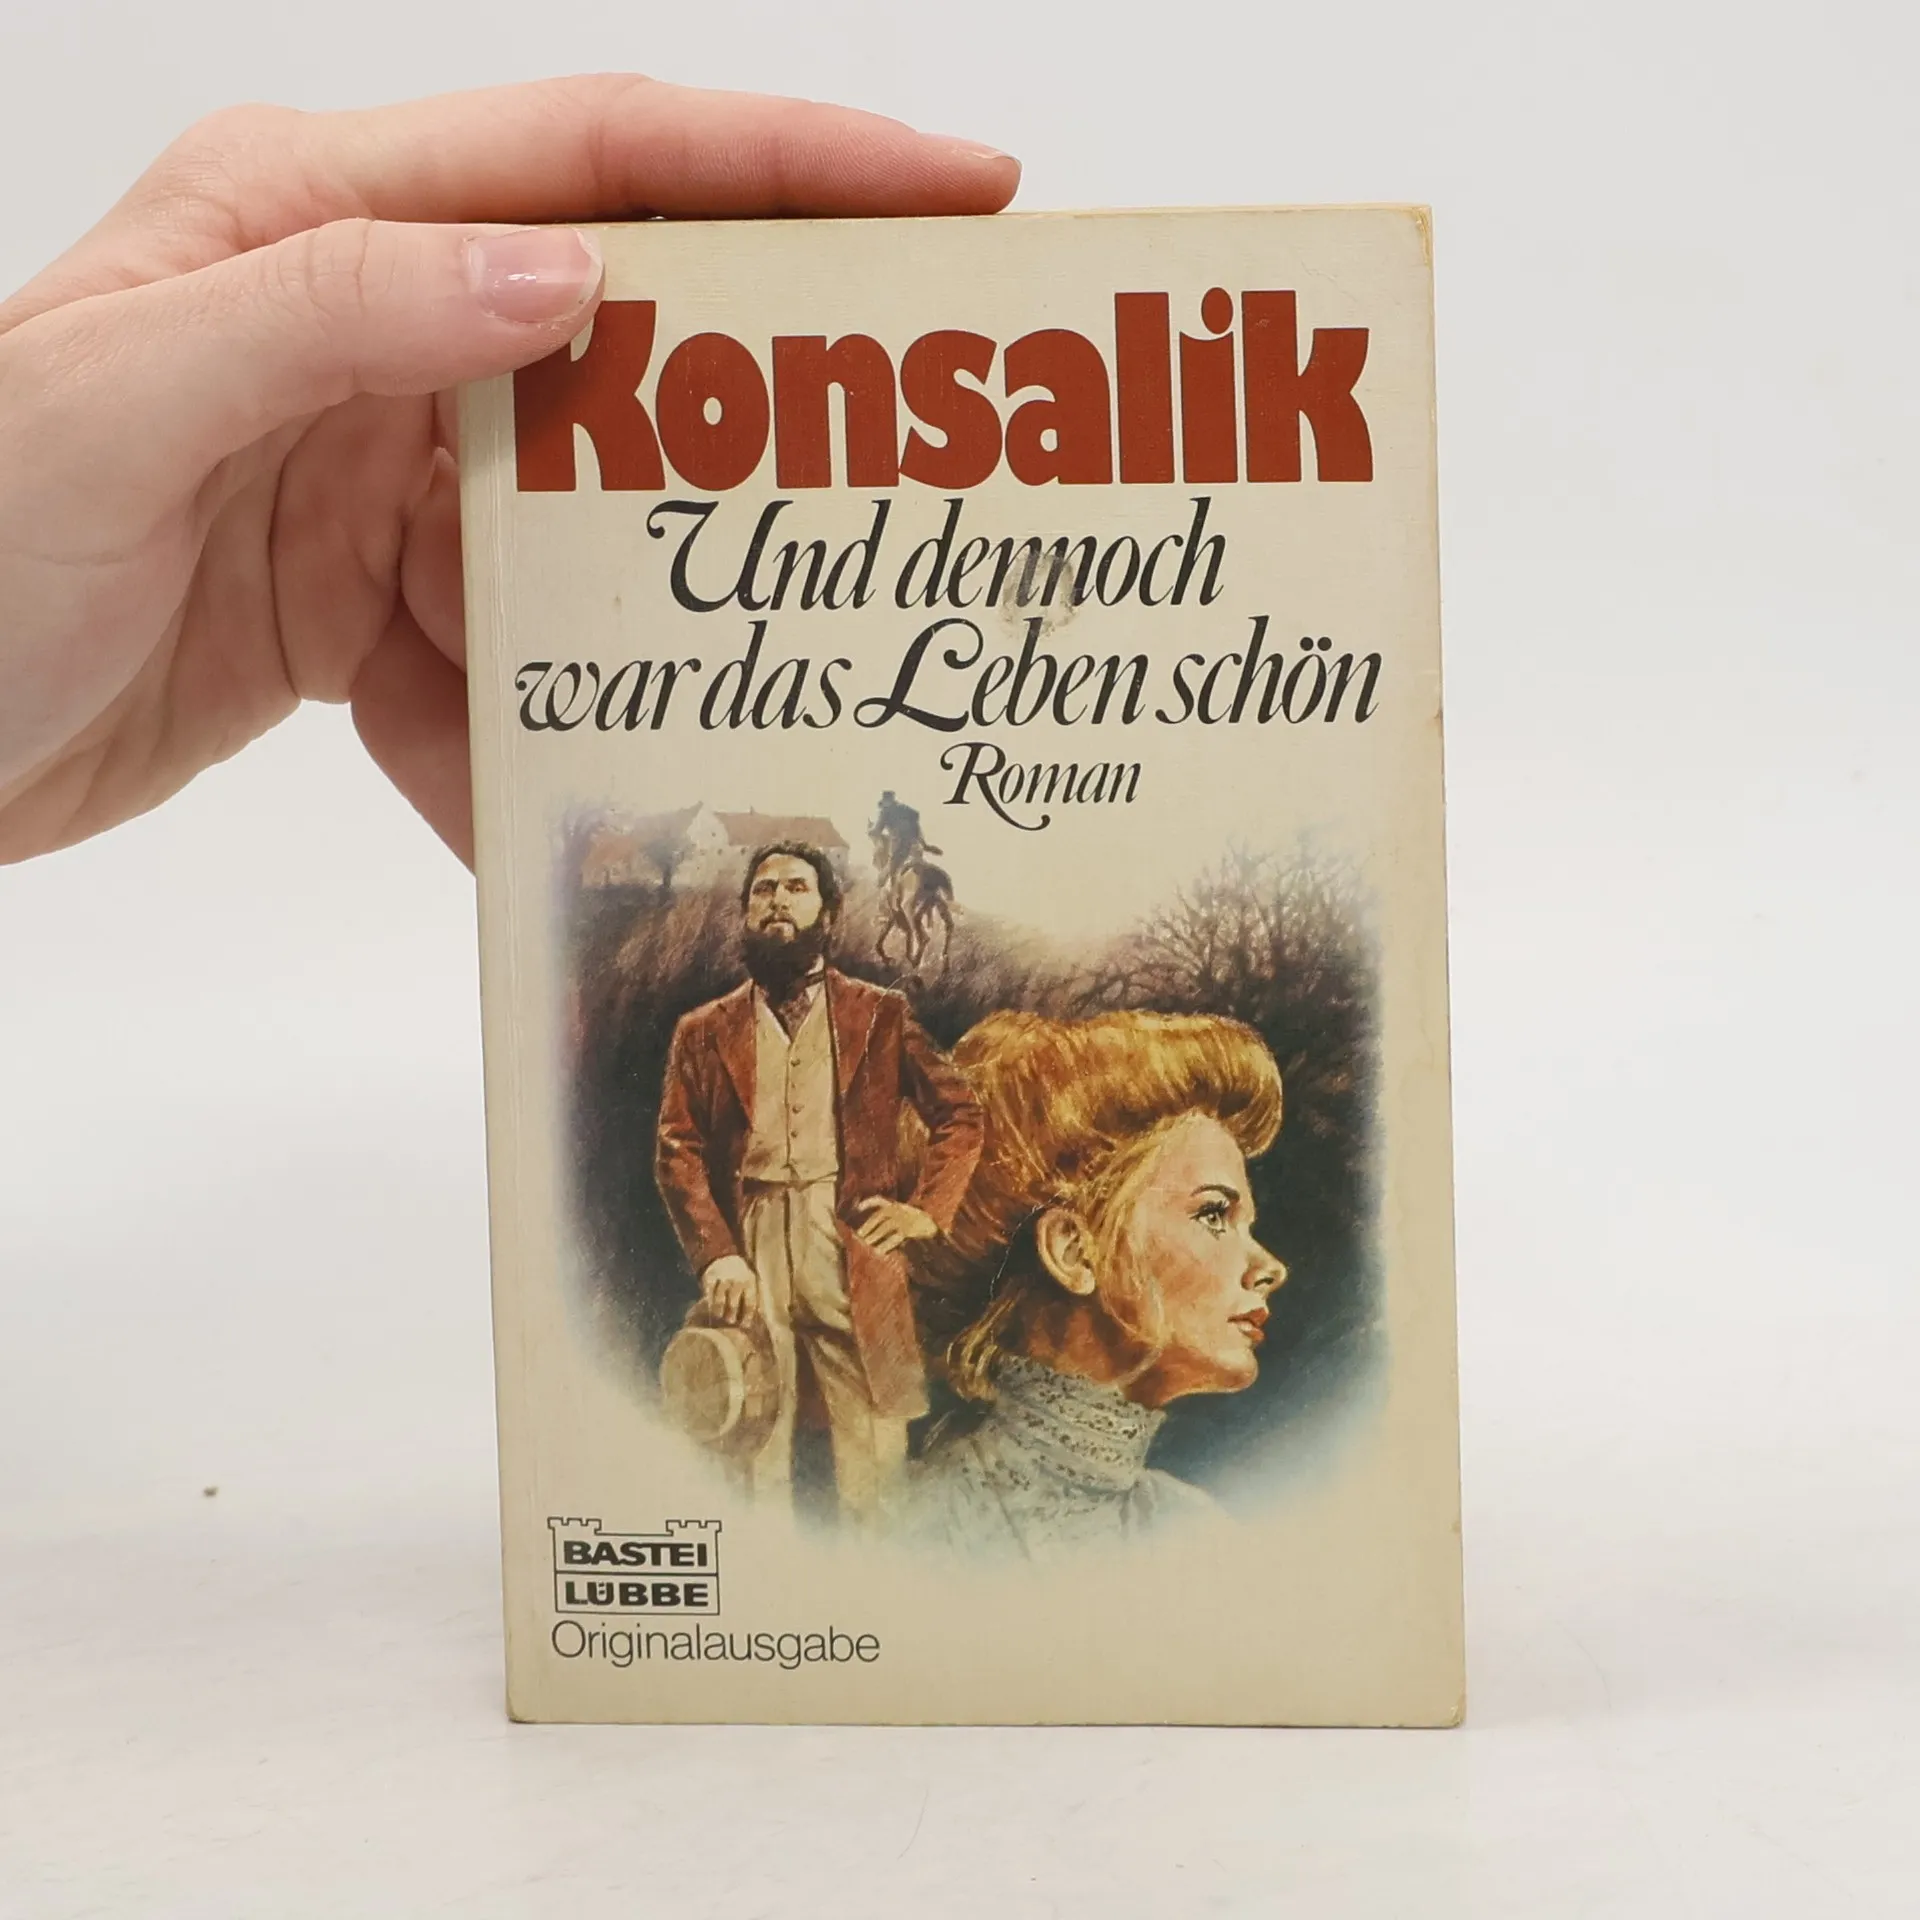 Konsalik
Und dennoch
war das Leben schön
Roman
BASTEI
LÜBBE
Originalausgabe